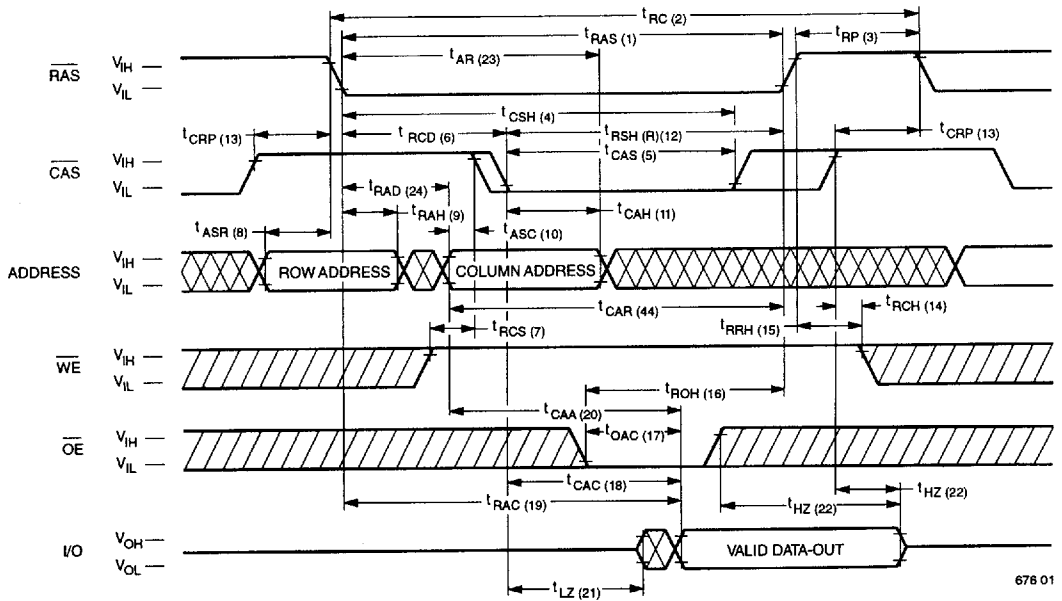 tRC (2)
tRAS (1)
tRP (3)
tAR (23)
RAS
VIH
VIL
tCSH (4)
tCRP (13)
tRCD (6)
tRSH (R)(12)
tCRP (13)
tCAS (5)
CAS
VIH
VIL
tRAD (24)
tRAH (9)
tCAH (11)
tASR (8)
tASC (10)
ADDRESS
VIH
VIL
ROW ADDRESS
COLUMN ADDRESS
tCAR (44)
tRCH (14)
tRCS (7)
tRRH (15)
WE
VIH
VIL
tROH (16)
tCAA (20)
tOAC (17)
OE
VIH
VIL
tCAC (18)
tHZ (22)
tRAC (19)
tHZ (22)
I/O
VOH
VOL
VALID DATA-OUT
tLZ (21)
676 01